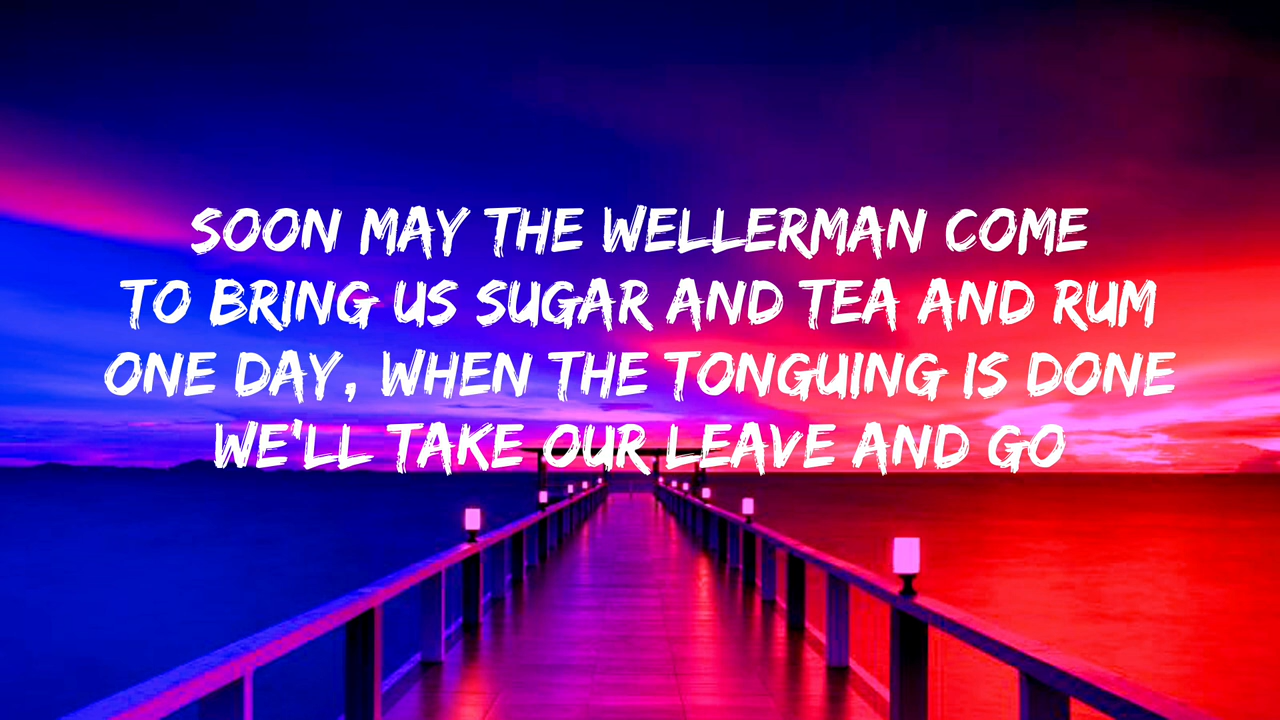 SOON MAY THE WELLERMAN COME
TO BRING US SUGAR AND TEA AND RUM
ONE DAY, WHEN THE TONGUING IS DONE
WE'LL TAKE OUR LEAVE AND GO